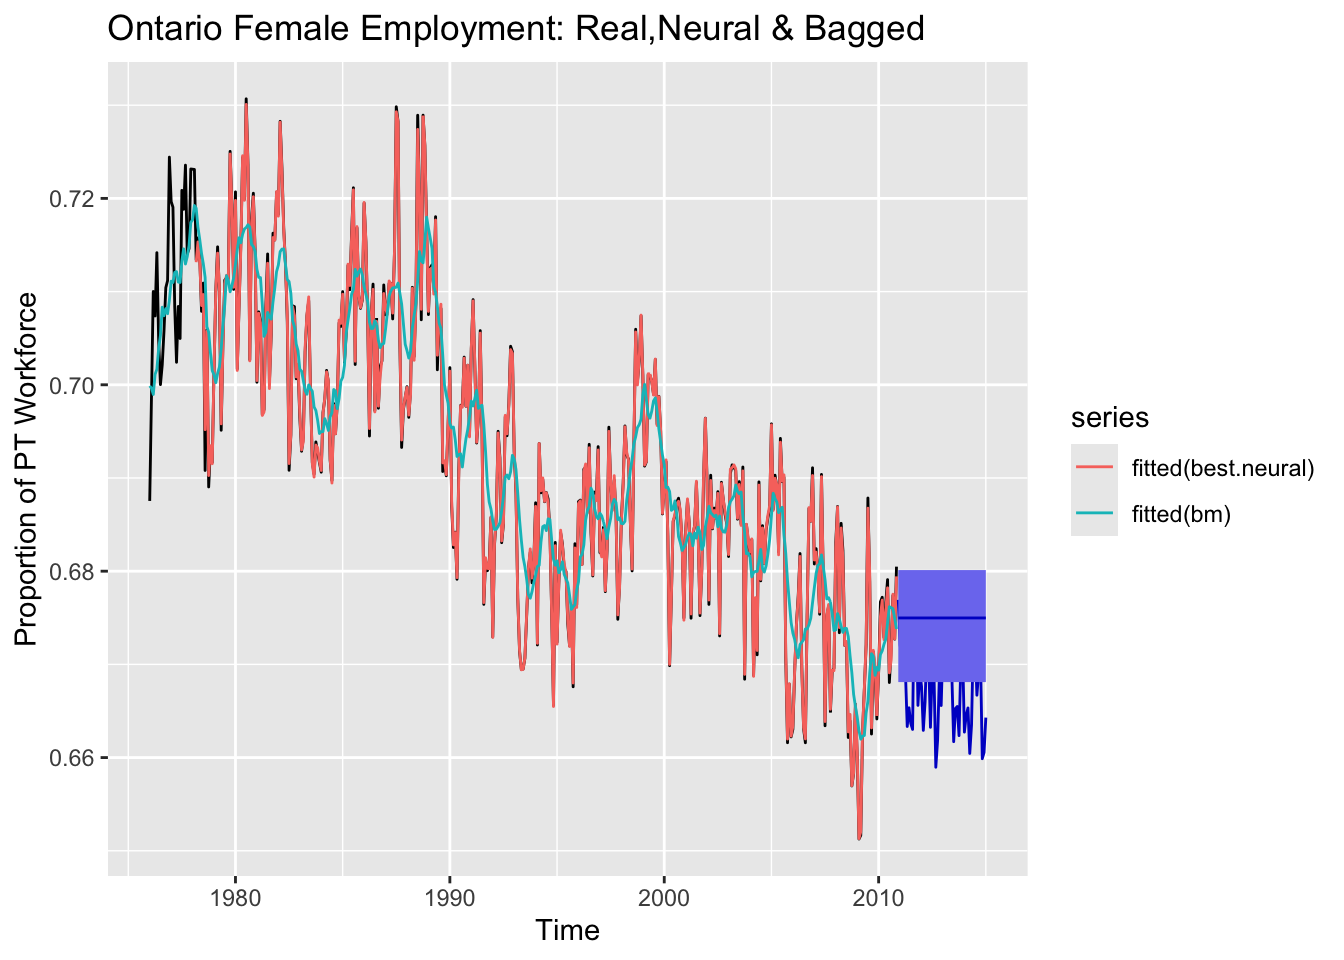 Ontario Female Employment: Real,Neural & Bagged
Proportion of PT Workforce
0.72
0.70
0.68
0.66
1980
1990
2000
2010
Time
series
fitted(best.neural)
fitted(bm)